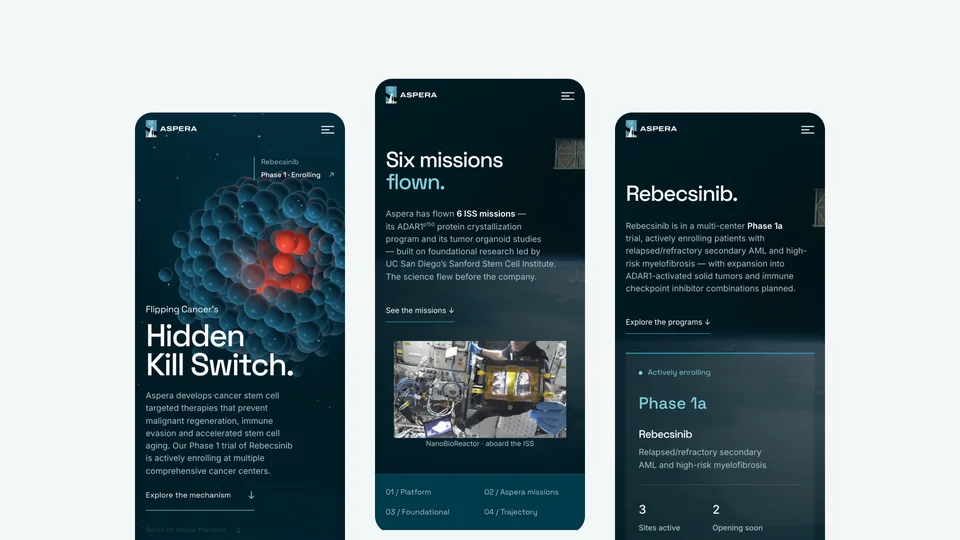 ASPERA
Rebecsinib
Phase 1 · Enrolling ↗
Flipping Cancer's
Hidden
Kill Switch.
Aspera develops cancer stem cell
targeted therapies that prevent
malignant regeneration, immune
evasion and accelerated stem cell
aging. Our Phase 1 trial of Rebecsinib
is actively enrolling at multiple
comprehensive cancer centers.
Explore the mechanism ↓
Scroll to reveal the hero ↓
ASPERA
Six missions
flown.
Aspera has flown 6 ISS missions —
its ADAR1p150 protein crystallization
program and its tumor organoid studies
— built on foundational research led by
UC San Diego's Sanford Stem Cell Institute.
The science flew before the company.
See the missions ↓
NanoBioReactor · aboard the ISS
01 / Platform
02 / Aspera missions
03 / Foundational
04 / Trajectory
ASPERA
Rebecsinib.
Rebecsinib is in a multi-center Phase 1a
trial, actively enrolling patients with
relapsed/refractory secondary AML and high-
risk myelofibrosis — with expansion into
ADAR1-activated solid tumors and immune
checkpoint inhibitor combinations planned.
Explore the programs ↓
Actively enrolling
Phase 1a
Rebecsinib
Relapsed/refractory secondary
AML and high-risk myelofibrosis
3
Sites active
2
Opening soon